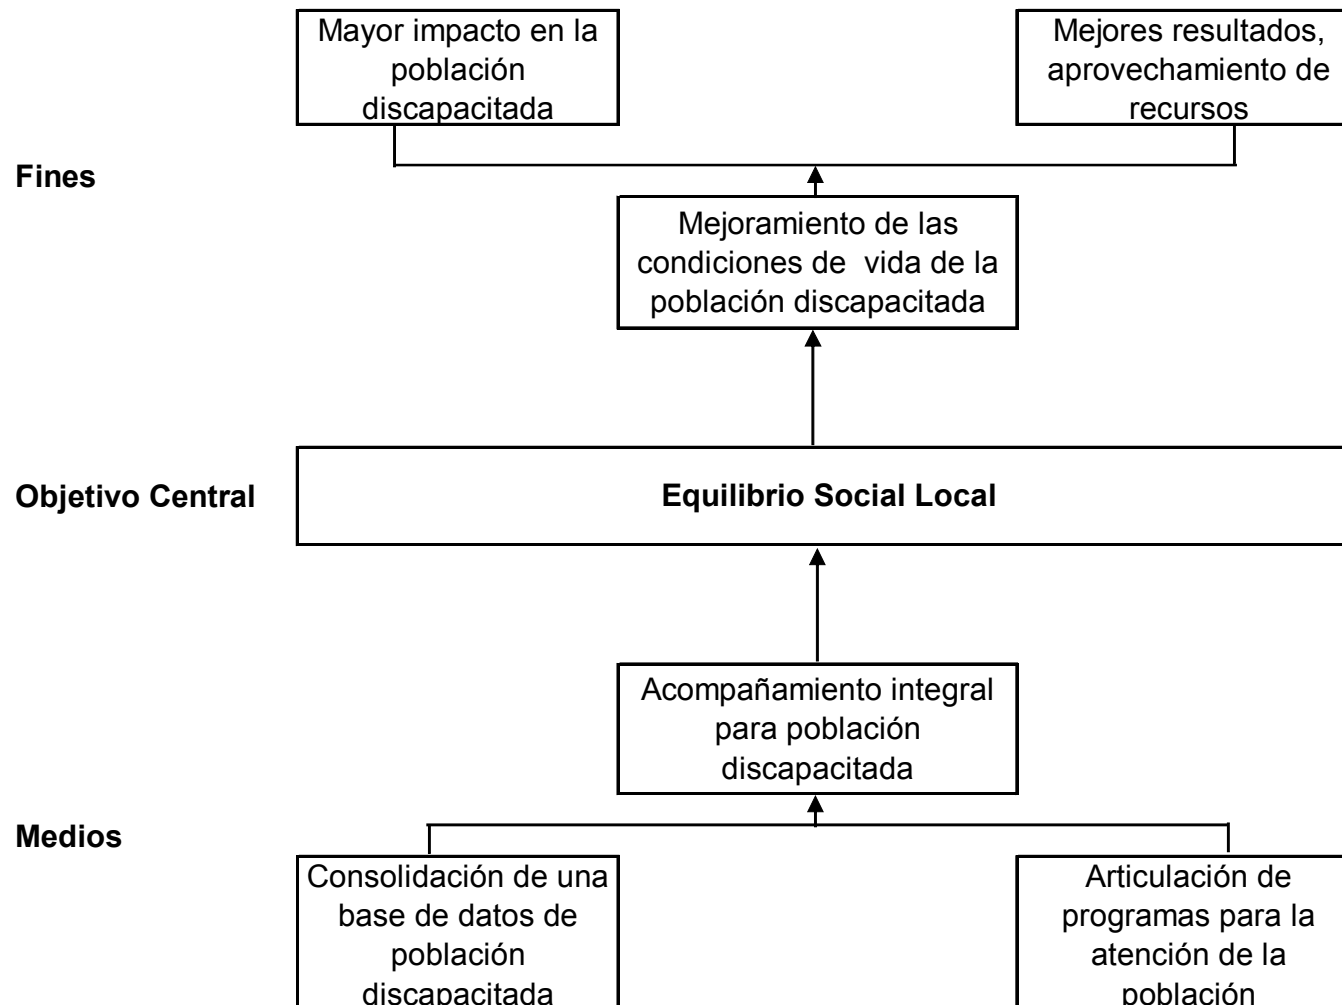 Mayor impacto en la
población
discapacitada
Mejores resultados,
aprovechamiento de
recursos
Fines
Mejoramiento de las
condiciones de  vida de la
población discapacitada
Objetivo Central
Equilibrio Social Local
Acompañamiento integral
para población
discapacitada
Medios
Consolidación de una
base de datos de
población
discapacitada
Articulación de
programas para la
atención de la
población